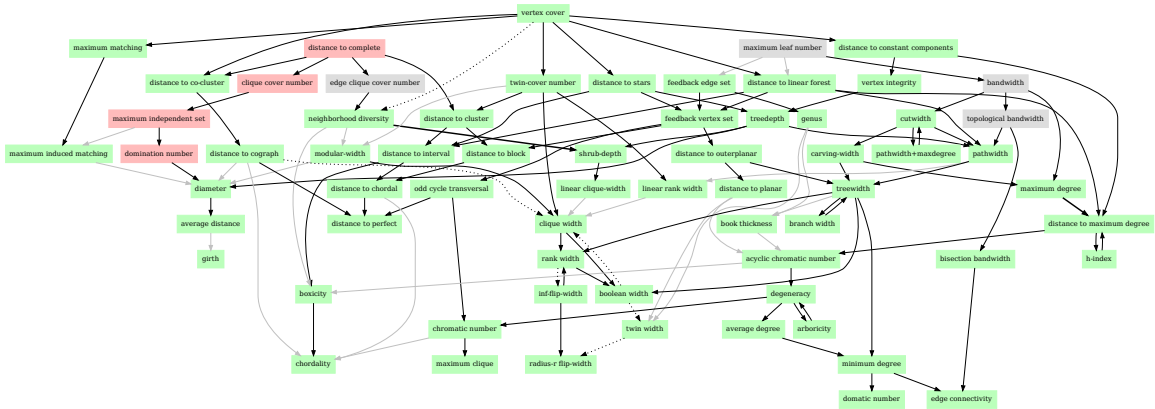 vertex cover
maximum matching
distance to complete
maximum leaf number
distance to constant components
distance to co-cluster
clique cover number
edge clique cover number
twin-cover number
distance to stars
feedback edge set
distance to linear forest
vertex integrity
bandwidth
maximum independent set
neighborhood diversity
distance to cluster
feedback vertex set
treedepth
genus
cutwidth
topological bandwidth
maximum induced matching
domination number
distance to cograph
modular-width
distance to interval
distance to block
shrub-depth
distance to outerplanar
carving-width
pathwidth+maxdegree
pathwidth
diameter
distance to chordal
odd cycle transversal
linear clique-width
linear rank width
distance to planar
treewidth
maximum degree
average distance
distance to perfect
clique width
book thickness
branch width
distance to maximum degree
girth
rank width
acyclic chromatic number
bisection bandwidth
h-index
boxicity
inf-flip-width
boolean width
degeneracy
chromatic number
twin width
average degree
arboricity
chordality
maximum clique
radius-r flip-width
minimum degree
domatic number
edge connectivity